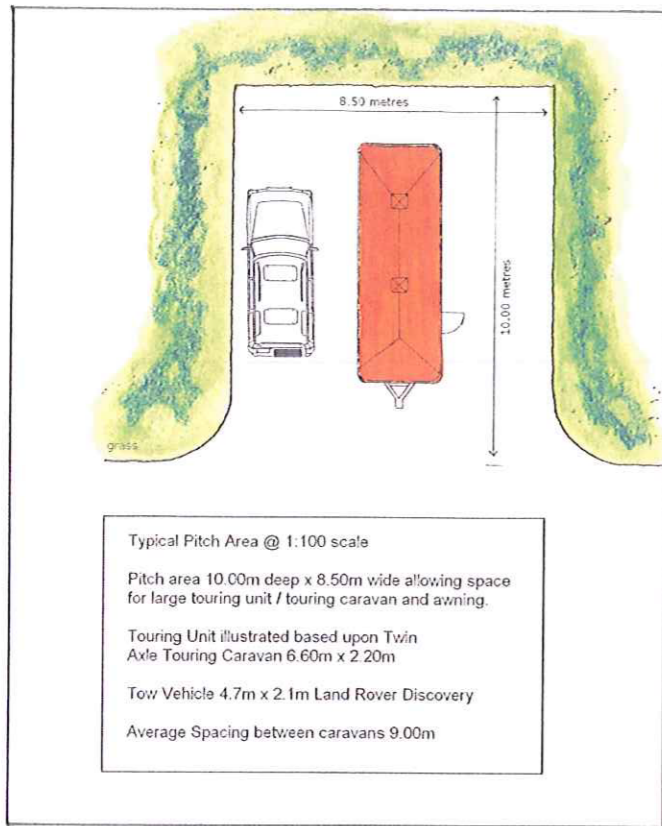 8.50 metres
10.00 metres
grass
Typical Pitch Area @ 1:100 scale
Pitch area 10.00m deep x 8.50m wide allowing space
for large touring unit / touring caravan and awning.
Touring Unit illustrated based upon Twin
Axle Touring Caravan 6.60m x 2.20m
Tow Vehicle 4.7m x 2.1m Land Rover Discovery
Average Spacing between caravans 9.00m